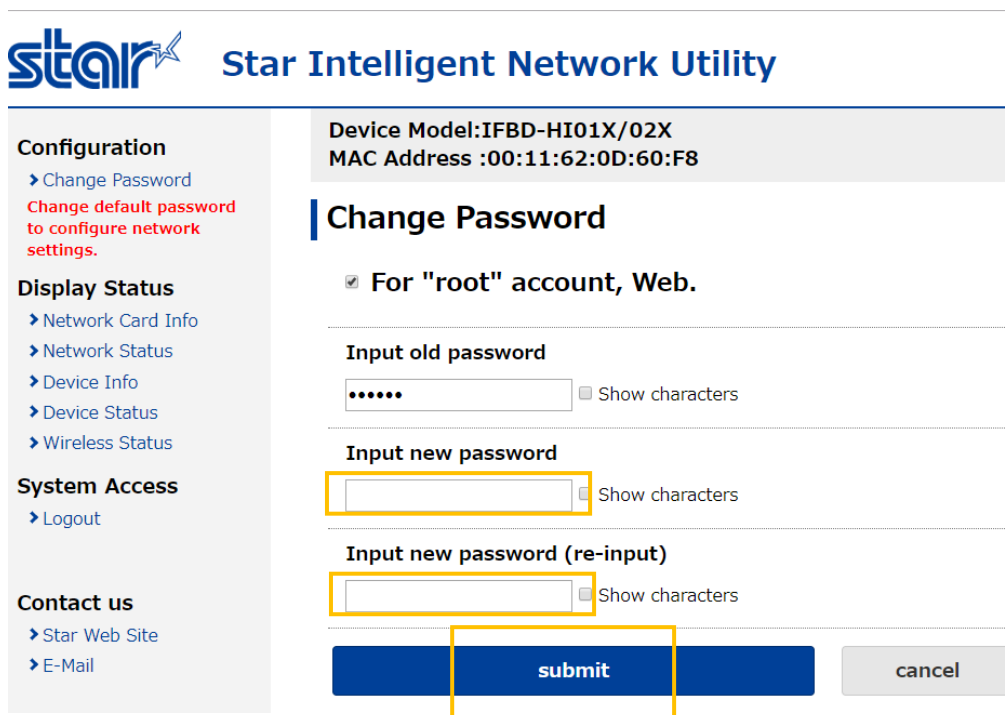 star Star Intelligent Network Utility
Configuration
Change Password
Change default password
to configure network
settings.
Display Status
Network Card Info
Network Status
Device Info
Device Status
Wireless Status
System Access
Logout
Contact us
Star Web Site
E-Mail
Device Model:IFBD-HI01X/02X
MAC Address :00:11:62:0D:60:F8
Change Password
For "root" account, Web.
Input old password
•••••• Show characters
Input new password
Show characters
Input new password (re-input)
Show characters
submit cancel